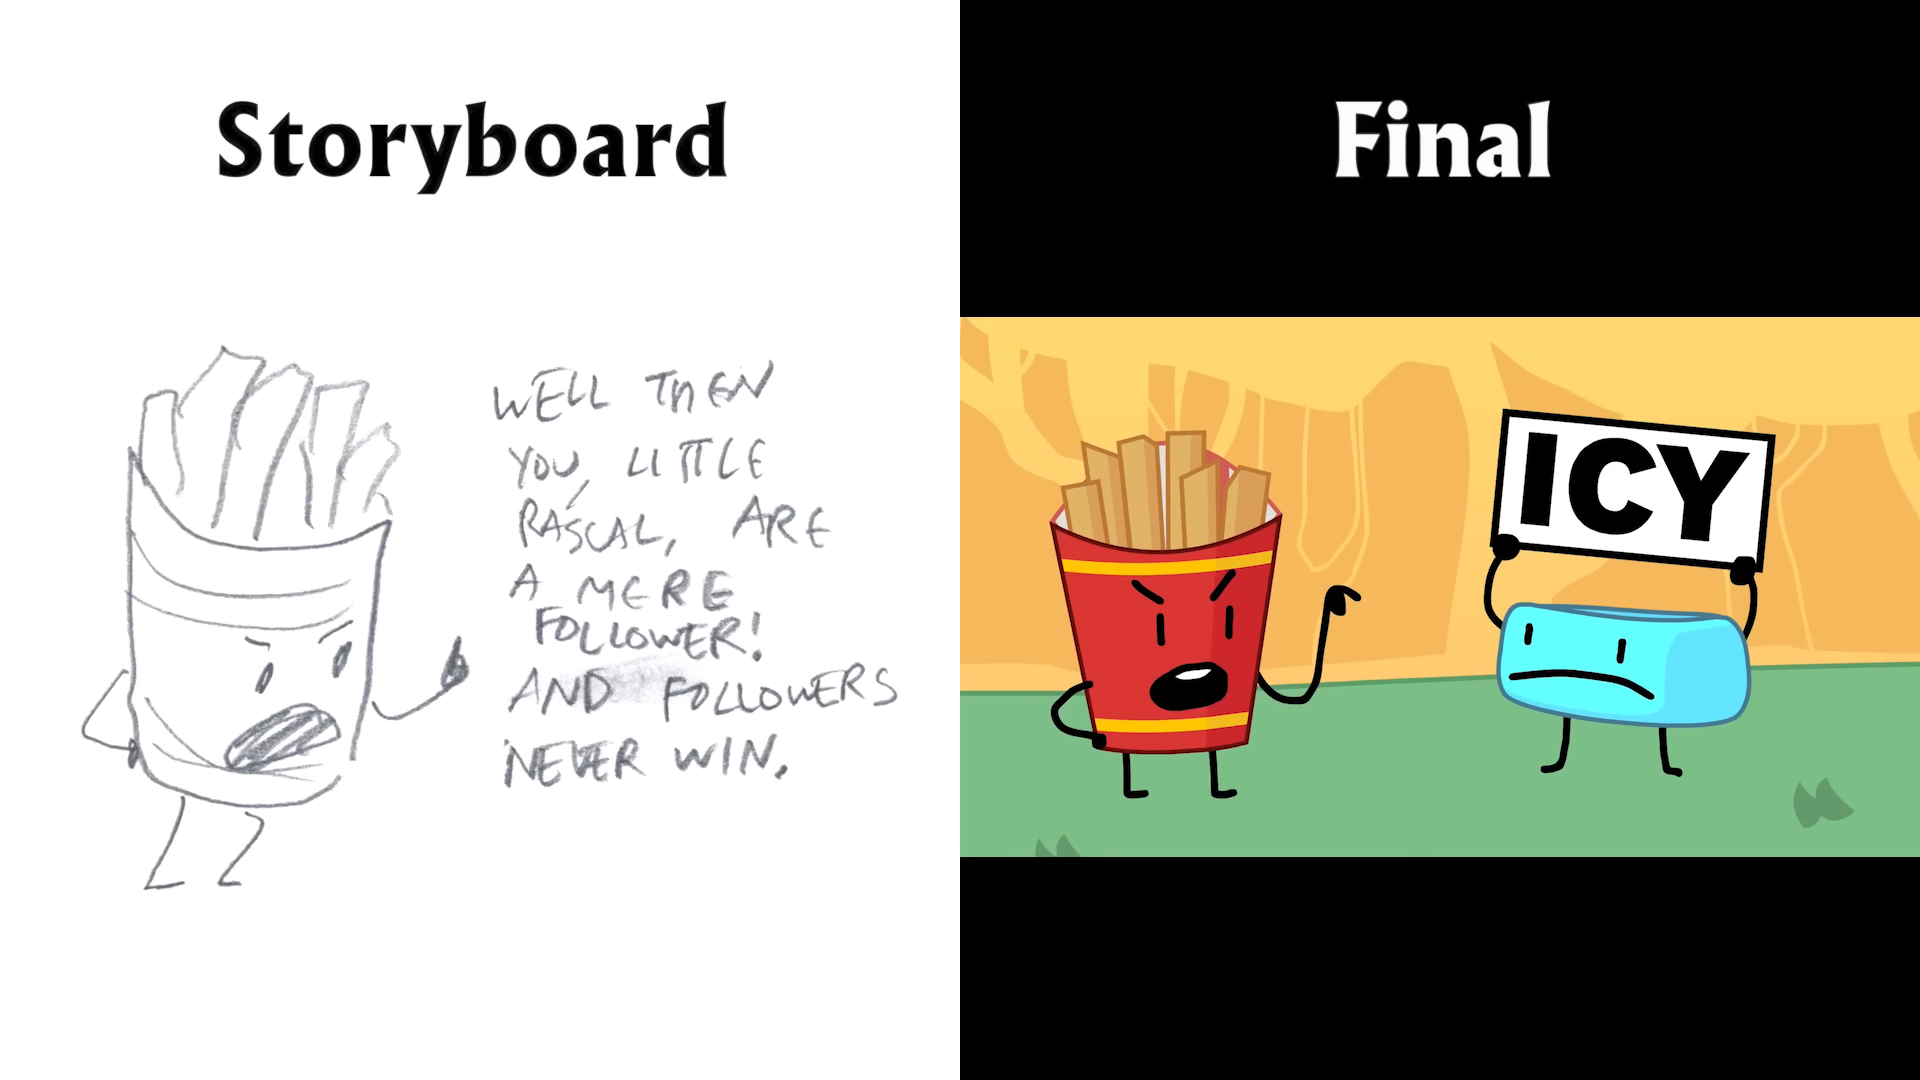 Storyboard
WELL THEN
YOU, LITTLE
RASCAL, ARE
A MERE
FOLLOWER!
AND FOLLOWERS
NEVER WIN.
Final
ICY